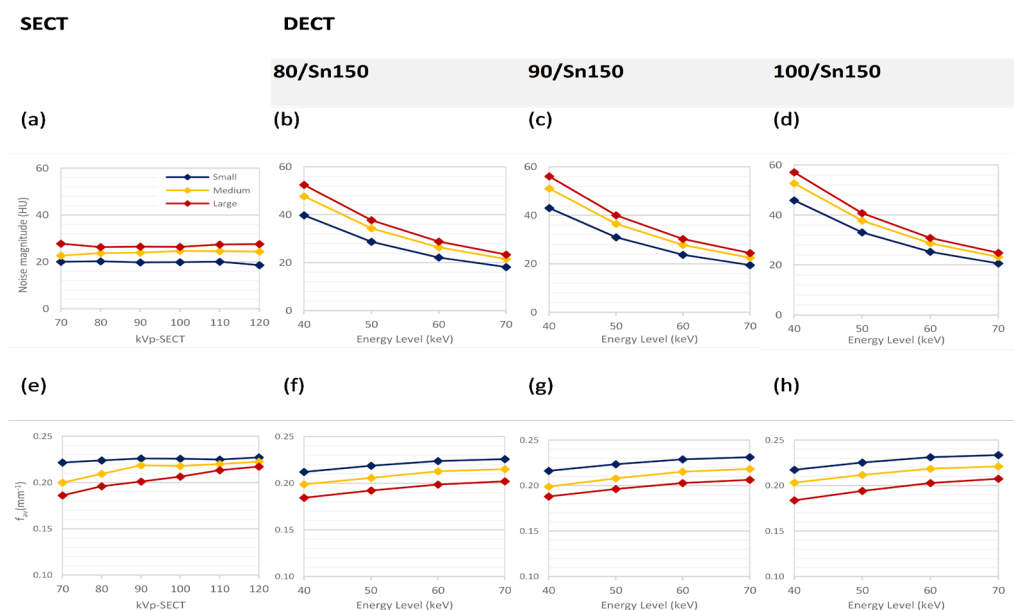 SECT
DECT
80/Sn150
90/Sn150
100/Sn150
(a)
(b)
(c)
(d)
Noise magnitude (HU)
60
40
20
0
Small
Medium
Large
70 80 90 100 110 120
kVp-SECT
60
40
20
0
40 50 60 70
Energy Level (keV)
60
40
20
0
40 50 60 70
Energy Level (keV)
60
40
20
0
40 50 60 70
Energy Level (keV)
(e)
(f)
(g)
(h)
fav(mm⁻¹)
0.25
0.20
0.15
0.10
70 80 90 100 110 120
kVp-SECT
0.25
0.20
0.15
0.10
40 50 60 70
Energy Level (keV)
0.25
0.20
0.15
0.10
40 50 60 70
Energy Level (keV)
0.25
0.20
0.15
0.10
40 50 60 70
Energy Level (keV)